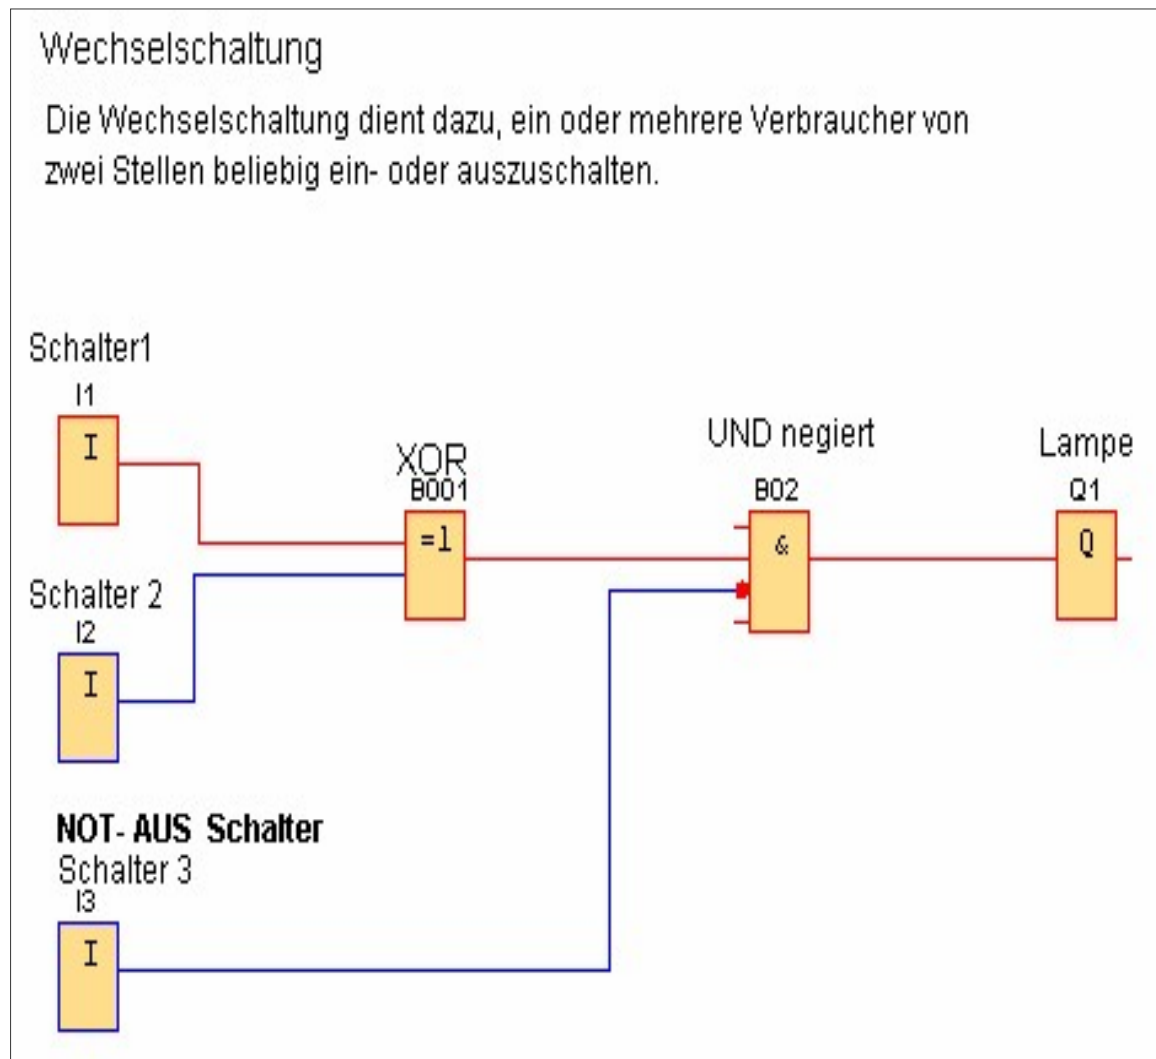 Wechselschaltung
Die Wechselschaltung dient dazu, ein oder mehrere Verbraucher von
zwei Stellen beliebig ein- oder auszuschalten.
Schalter1
I1
I
XOR
B001
=1
UND negiert
B02
&
Lampe
Q1
Q
Schalter 2
I2
I
NOT- AUS Schalter
Schalter 3
I3
I